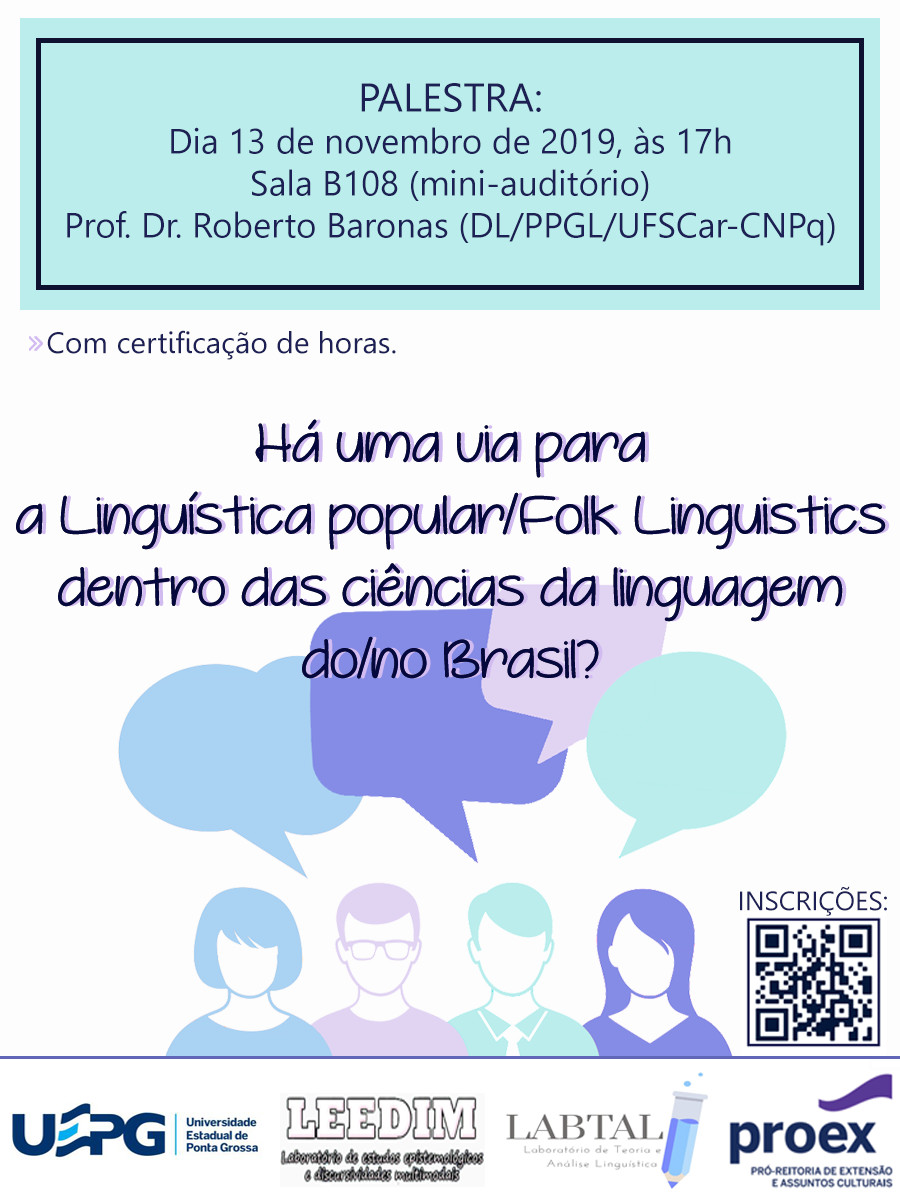 PALESTRA:
Dia 13 de novembro de 2019, às 17h
Sala B108 (mini-auditório)
Prof. Dr. Roberto Baronas (DL/PPGL/UFSCar-CNPq)
»Com certificação de horas.
Há uma via para
a Linguística popular/Folk Linguistics
dentro das ciências da linguagem
do/no Brasil?
INSCRIÇÕES:
UEPG
Universidade
Estadual de
Ponta Grossa
LEEDIM
Laboratório de estudos epistemológicos
e discursividades multimodais
LABTAL
Laboratório de Teoria e
Análise Linguística
proex
PRÓ-REITORIA DE EXTENSÃO
E ASSUNTOS CULTURAIS